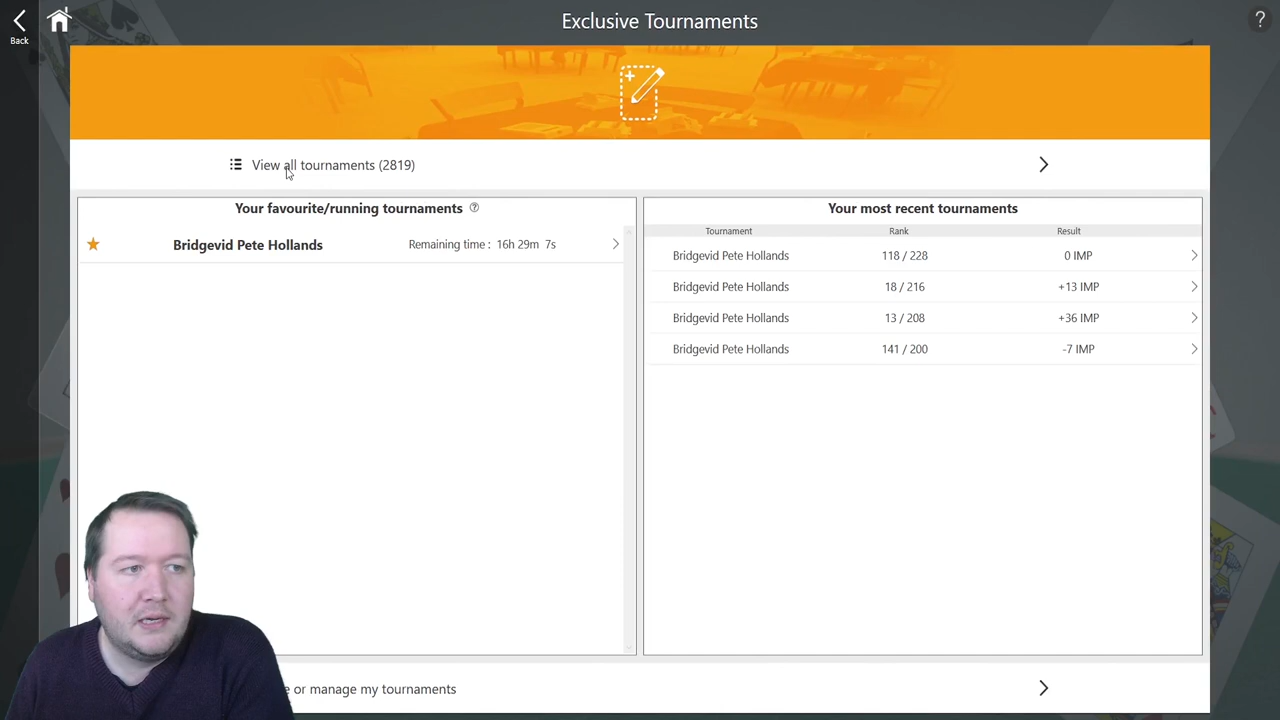 Exclusive Tournaments
?
Back
View all tournaments (2819)
Your favourite/running tournaments ?
Bridgevid Pete Hollands Remaining time : 16h 29m 7s
Your most recent tournaments
Tournament Rank Result
Bridgevid Pete Hollands 118 / 228 0 IMP
Bridgevid Pete Hollands 18 / 216 +13 IMP
Bridgevid Pete Hollands 13 / 208 +36 IMP
Bridgevid Pete Hollands 141 / 200 -7 IMP
or manage my tournaments